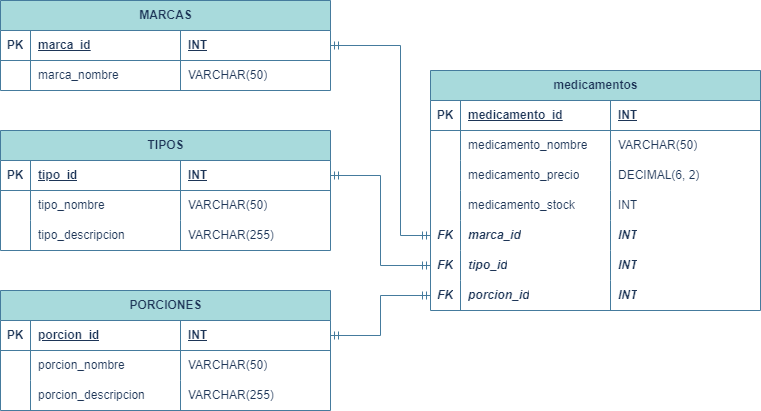 MARCAS
PK marca_id INT
marca_nombre VARCHAR(50)
TIPOS
PK tipo_id INT
tipo_nombre VARCHAR(50)
tipo_descripcion VARCHAR(255)
PORCIONES
PK porcion_id INT
porcion_nombre VARCHAR(50)
porcion_descripcion VARCHAR(255)
medicamentos
PK medicamento_id INT
medicamento_nombre VARCHAR(50)
medicamento_precio DECIMAL(6, 2)
medicamento_stock INT
FK marca_id INT
FK tipo_id INT
FK porcion_id INT